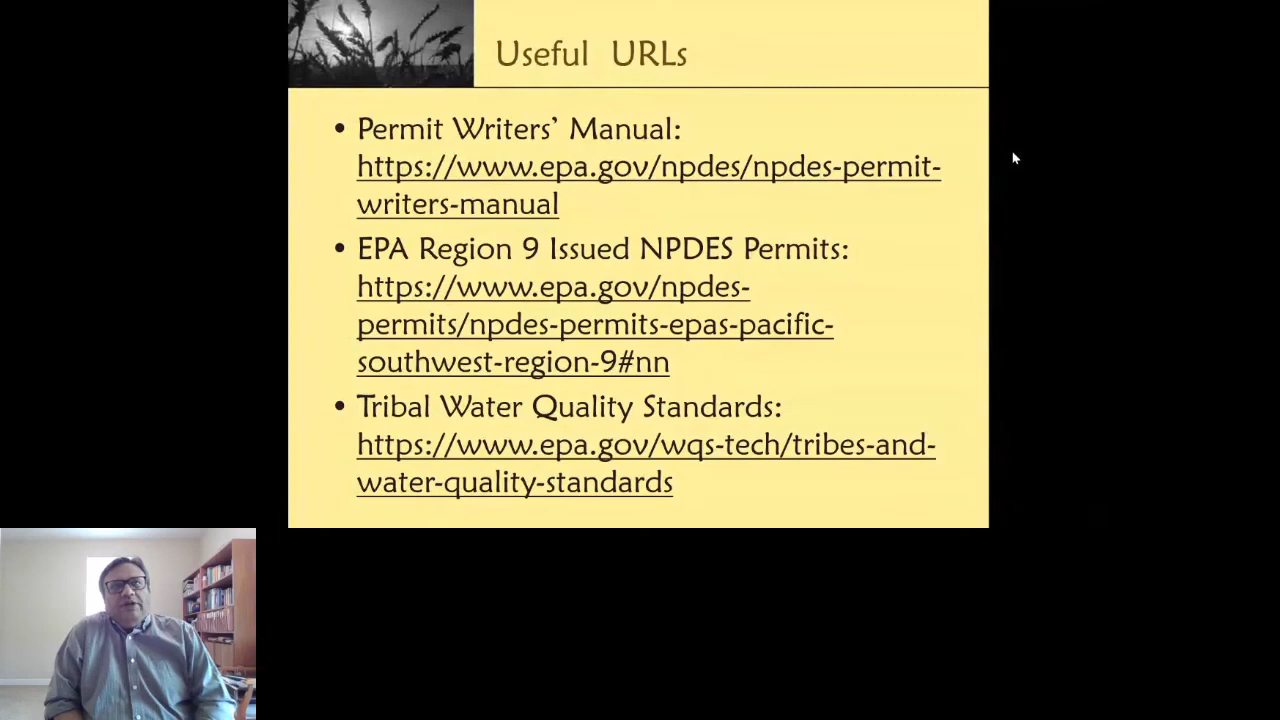 Useful URLs
• Permit Writers’ Manual:
https://www.epa.gov/npdes/npdes-permit-
writers-manual
• EPA Region 9 Issued NPDES Permits:
https://www.epa.gov/npdes-
permits/npdes-permits-epas-pacific-
southwest-region-9#nn
• Tribal Water Quality Standards:
https://www.epa.gov/wqs-tech/tribes-and-
water-quality-standards